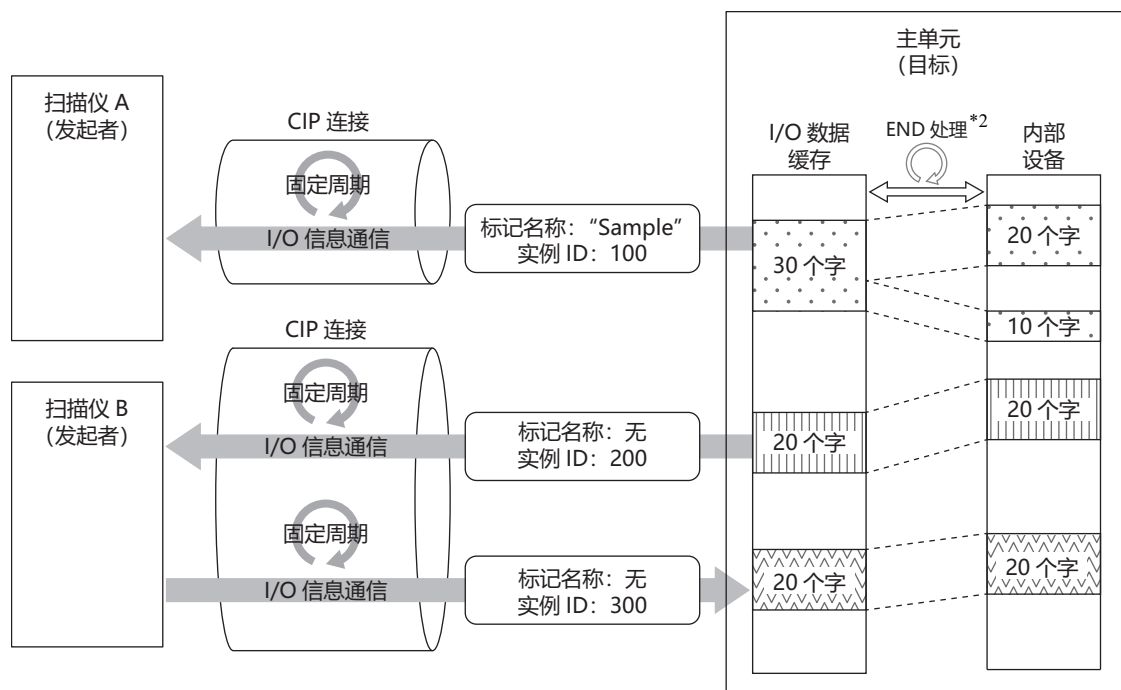 主单元
(目标)
扫描仪 A
(发起者)
CIP 连接
I/O 数据
缓存
END 处理*2
内部
设备
固定周期
I/O 信息通信
标记名称：“Sample”
实例 ID：100
30 个字
20 个字
10 个字
CIP 连接
扫描仪 B
(发起者)
固定周期
I/O 信息通信
标记名称：无
实例 ID：200
20 个字
20 个字
固定周期
I/O 信息通信
标记名称：无
实例 ID：300
20 个字
20 个字